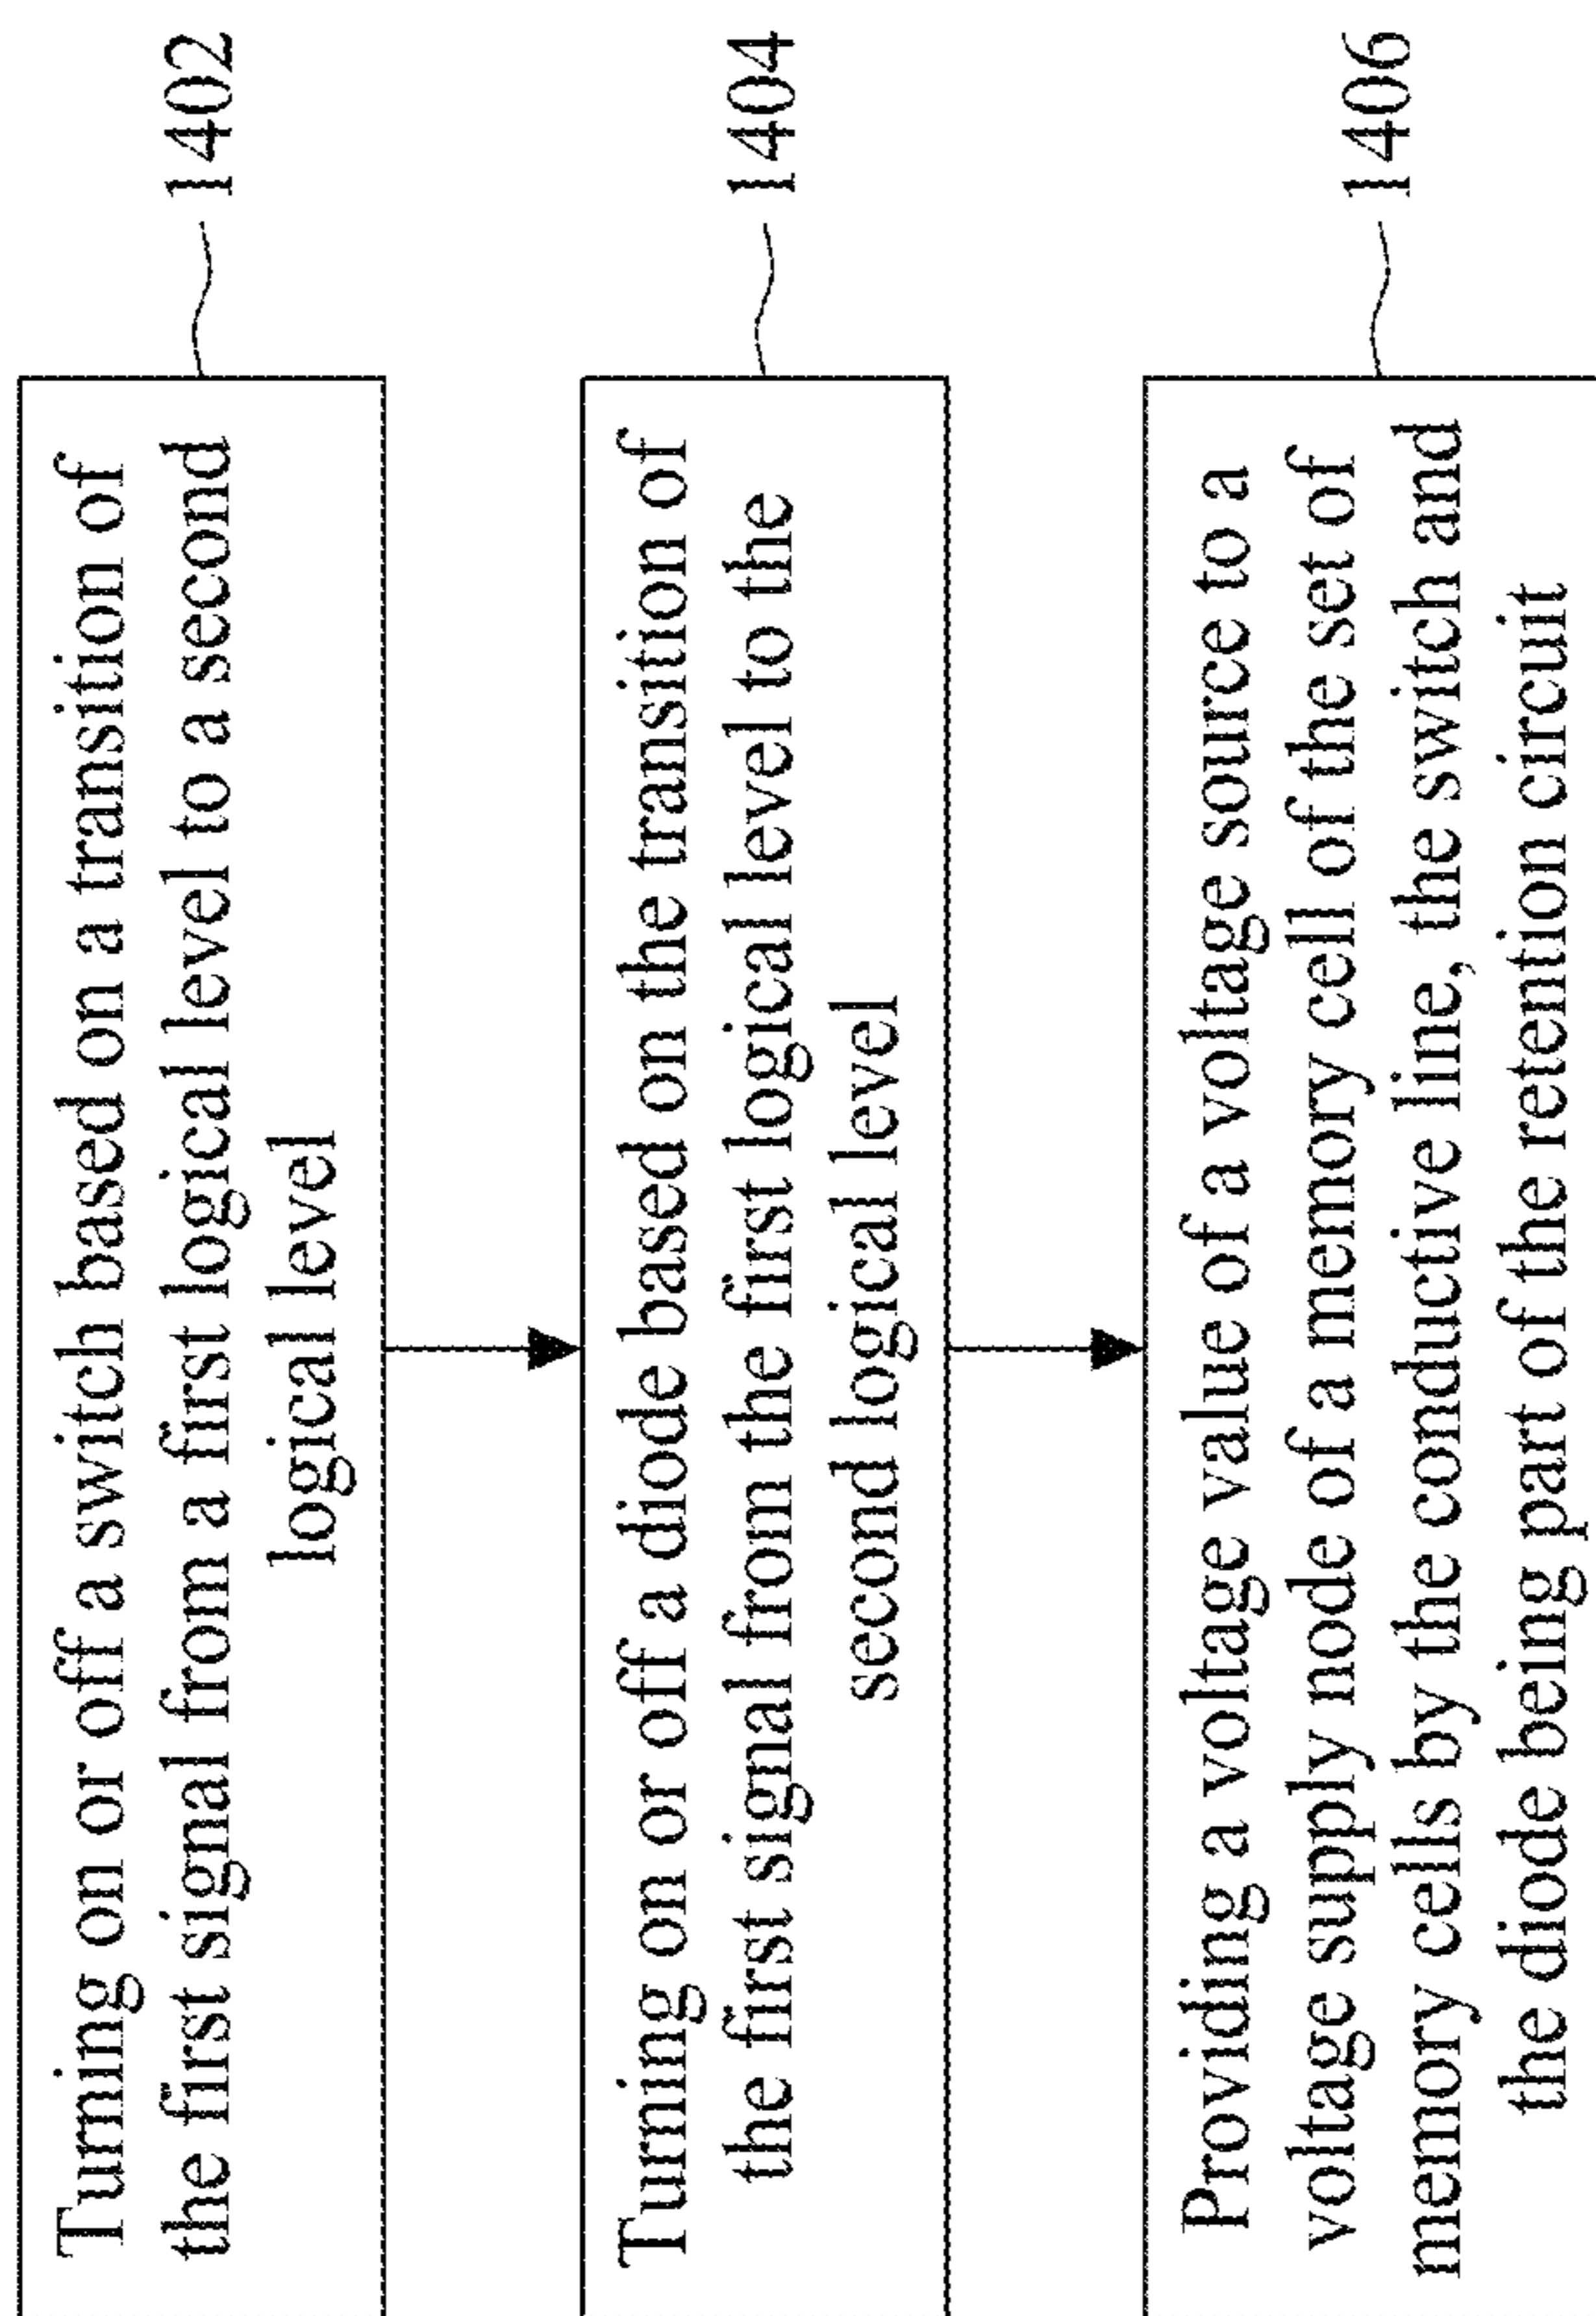 Turning on or off a switch based on a transition of
the first signal from a first logical level to a second
logical level
1402
Turning on or off a diode based on the transition of
the first signal from the first logical level to the
second logical level
1404
Providing a voltage value of a voltage source to a
voltage supply node of a memory cell of the set of
memory cells by the conductive line, the switch and
the diode being part of the retention circuit
1406